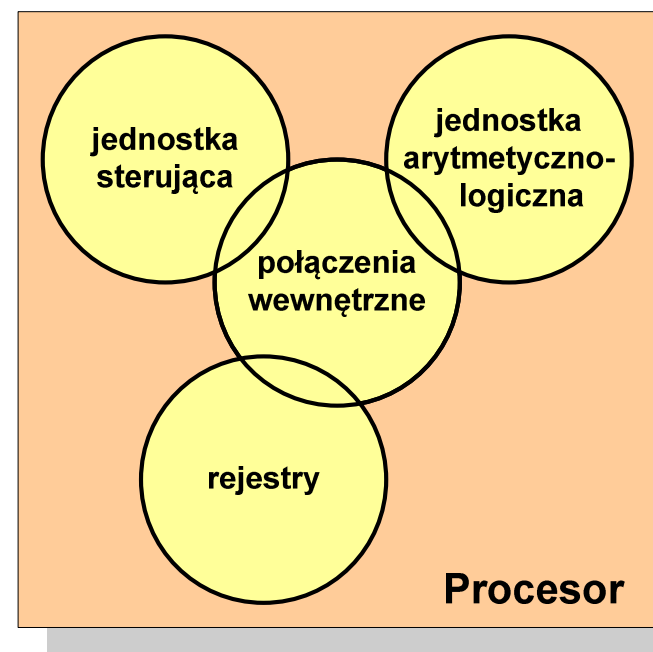 jednostka
sterująca
jednostka
arytmetyczno-
logiczna
połączenia
wewnętrzne
rejestry
Procesor